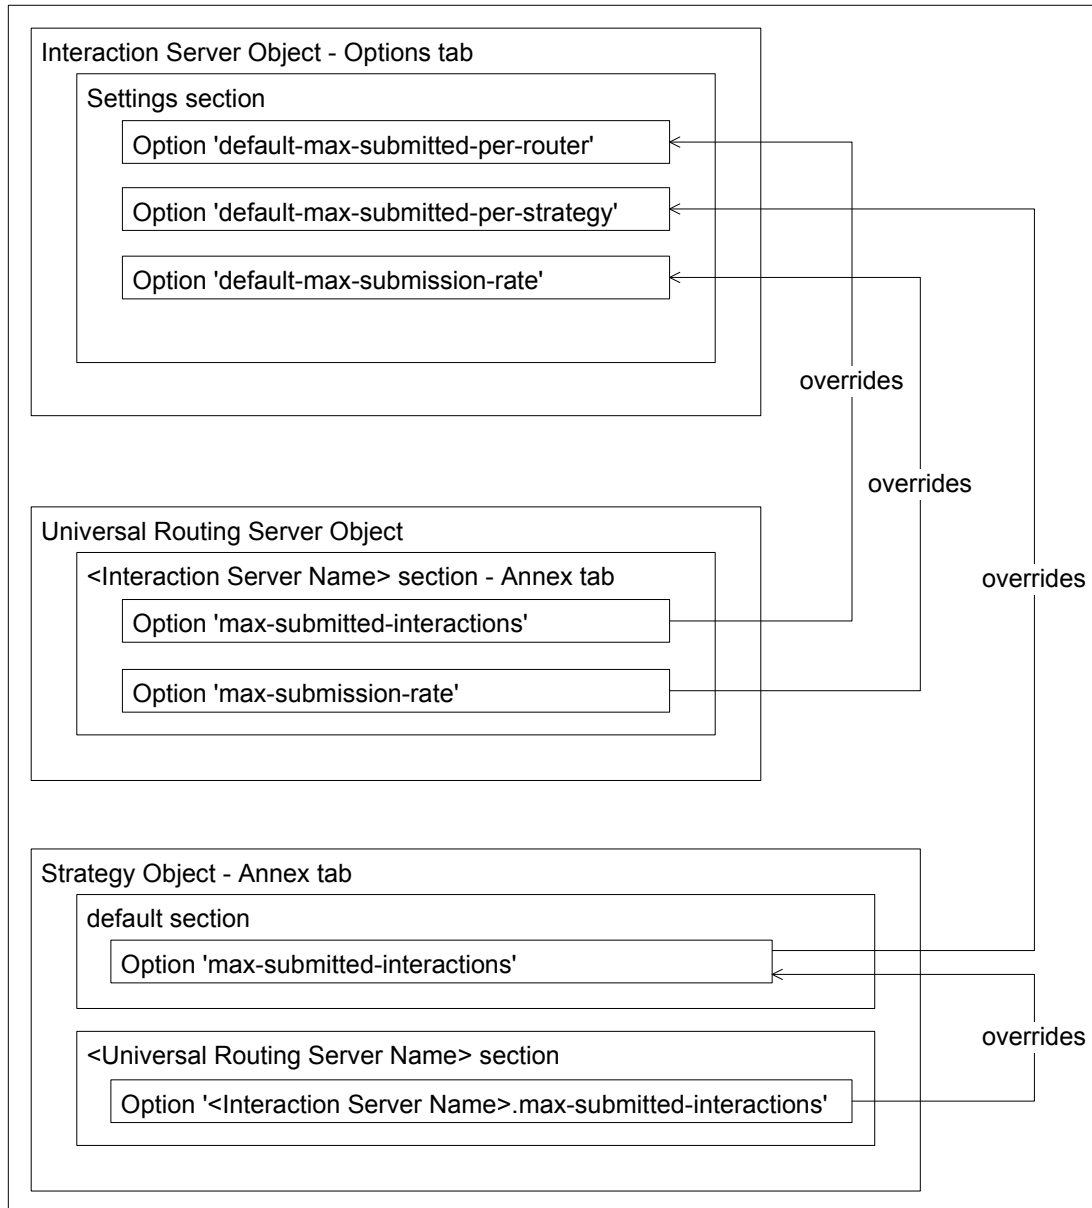 Interaction Server Object - Options tab
Settings section
Option 'default-max-submitted-per-router'
Option 'default-max-submitted-per-strategy'
Option 'default-max-submission-rate'
overrides
overrides
Universal Routing Server Object
<Interaction Server Name> section - Annex tab
overrides
Option 'max-submitted-interactions'
Option 'max-submission-rate'
Strategy Object - Annex tab
default section
Option 'max-submitted-interactions'
overrides
<Universal Routing Server Name> section
Option '<Interaction Server Name>.max-submitted-interactions'